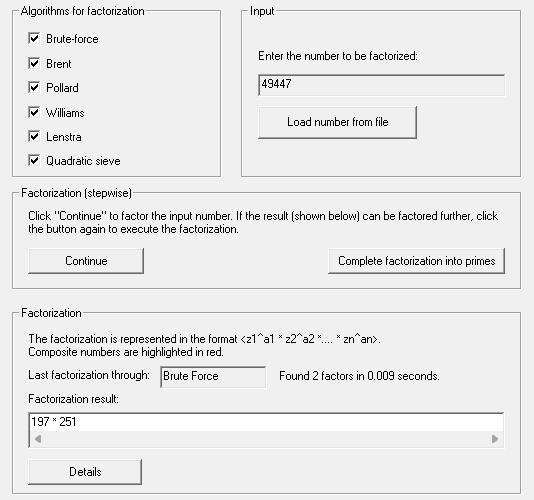 Algorithms for factorization
Brute-force
Brent
Pollard
Williams
Lenstra
Quadratic sieve
Input
Enter the number to be factorized:
49447
Load number from file
Factorization (stepwise)
Click "Continue" to factor the input number. If the result (shown below) can be factored further, click
the button again to execute the factorization.
Continue
Complete factorization into primes
Factorization
The factorization is represented in the format <z1^a1 * z2^a2 *.... * zn^an>.
Composite numbers are highlighted in red.
Last factorization through:
Brute Force
Found 2 factors in 0.009 seconds.
Factorization result:
197 * 251
Details